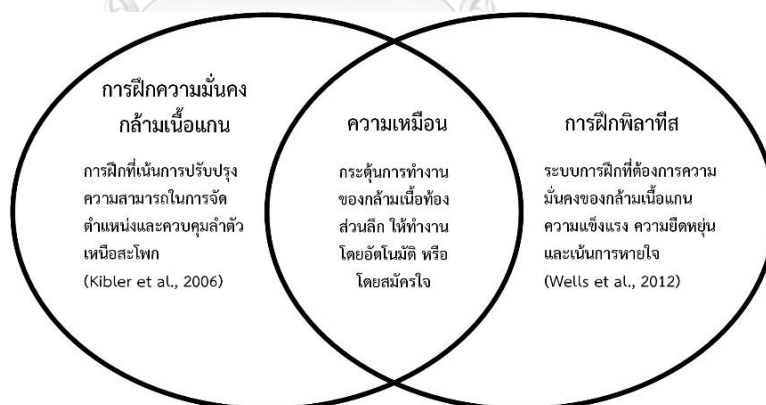 การฝึกความมั่นคง
กล้ามเนื้อแกน
การฝึกที่เน้นการปรับปรุง
ความสามารถในการจัด
ตำแหน่งและควบคุมลำตัว
เหนือสะโพก
(Kibler et al., 2006)
ความเหมือน
กระตุ้นการทำงาน
ของกล้ามเนื้อท้อง
ส่วนลึก ให้ทำงาน
โดยอัตโนมัติ หรือ
โดยสมัครใจ
การฝึกพิลาทีส
ระบบการฝึกที่ต้องการความ
มั่นคงของกล้ามเนื้อแกน
ความแข็งแรง ความยืดหยุ่น
และเน้นการหายใจ
(Wells et al., 2012)